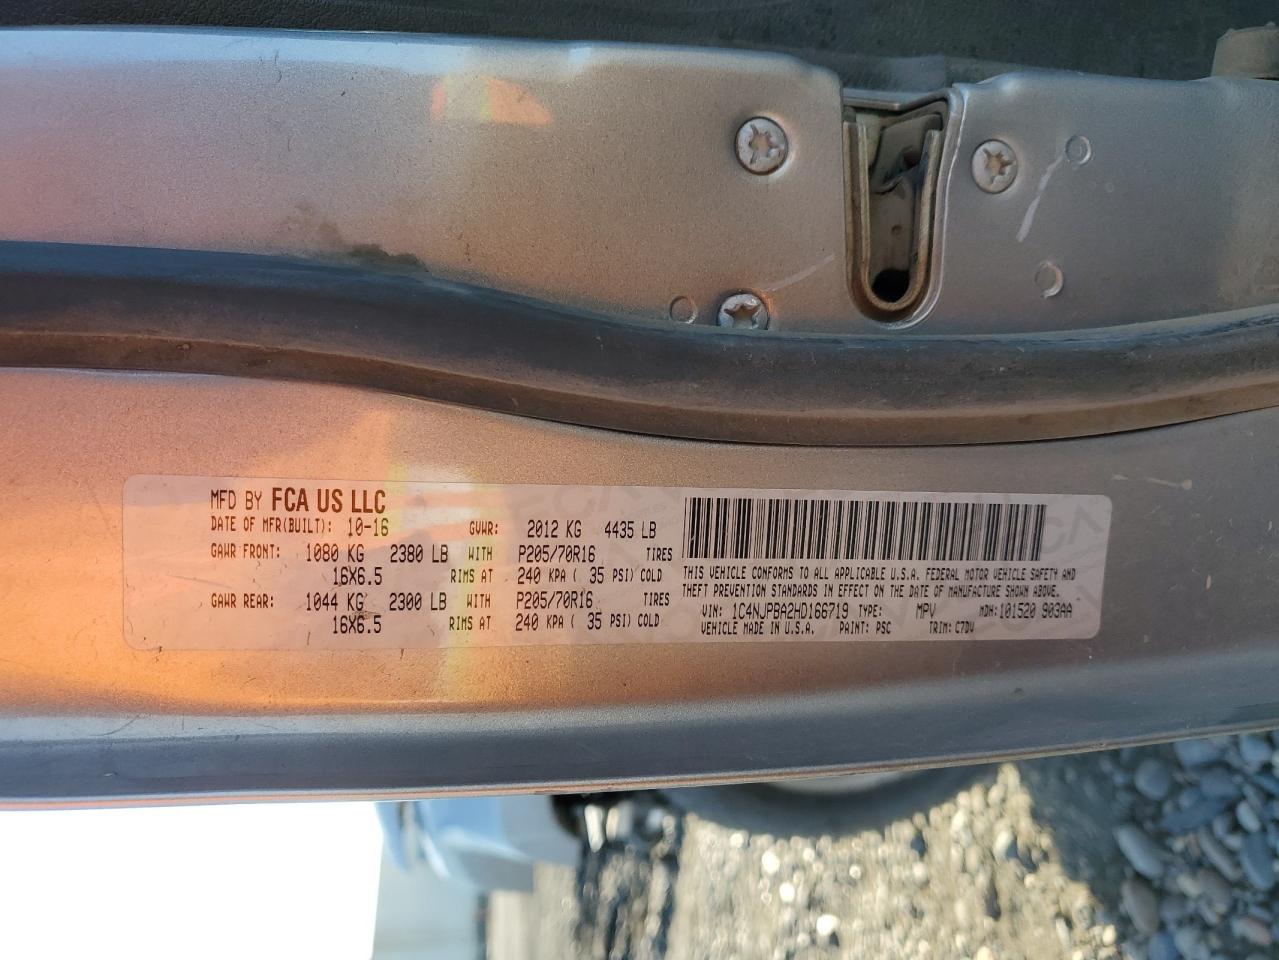 MFD BY FCA US LLC
DATE OF MFR(BUILT): 10-16 GVWR: 2012 KG 4435 LB
GAWR FRONT: 1080 KG 2380 LB WITH P205/70R16 TIRES
16X6.5 RIMS AT 240 KPA ( 35 PSI) COLD
GAWR REAR: 1044 KG 2300 LB WITH P205/70R16 TIRES
16X6.5 RIMS AT 240 KPA ( 35 PSI) COLD
THIS VEHICLE CONFORMS TO ALL APPLICABLE U.S.A. FEDERAL MOTOR VEHICLE SAFETY AND
THEFT PREVENTION STANDARDS IN EFFECT ON THE DATE OF MANUFACTURE SHOWN ABOVE.
VIN: 1C4NJPBA2HD166719 TYPE: MPV MDH: 101520 903AA
VEHICLE MADE IN U.S.A. PAINT: PSC TRIM: C7DV